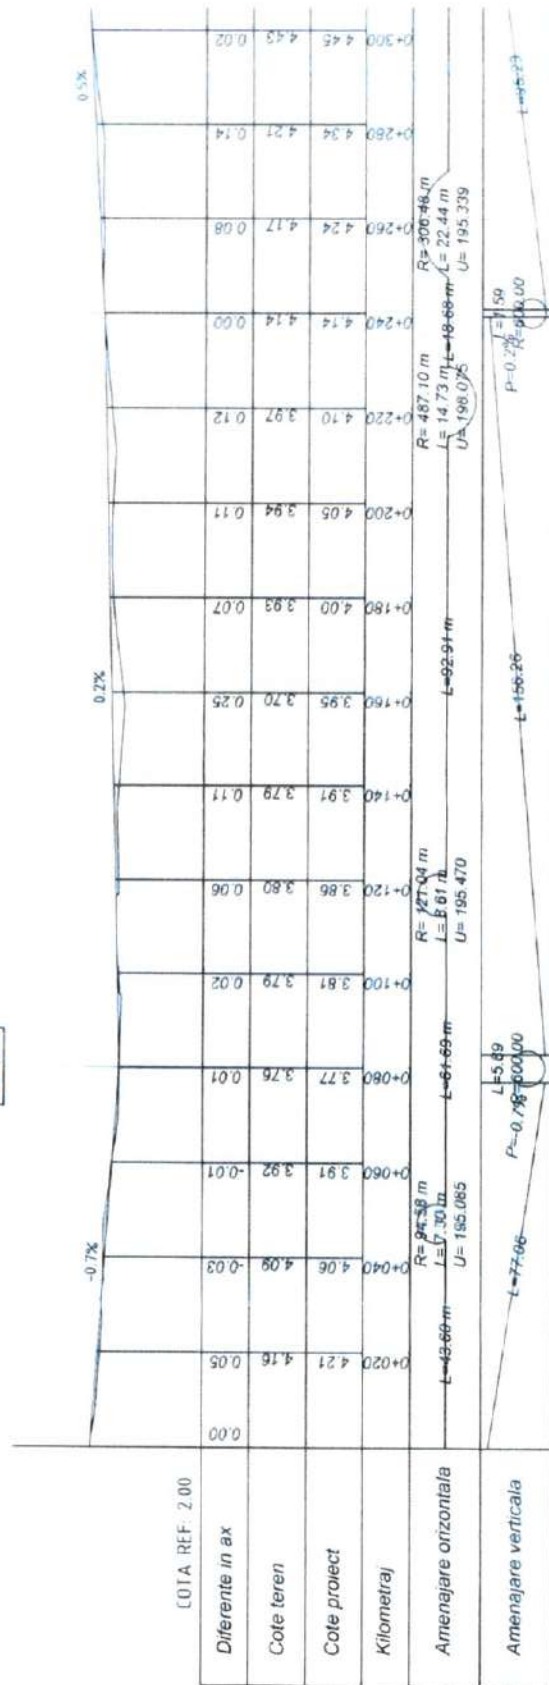 COTA REF: 2.00
-0.7%
0.2%
0.5%
Diferente in ax
0.00
0.05
-0.03
-0.01
0.01
0.02
0.06
0.11
0.25
0.07
0.11
0.12
0.00
0.08
0.14
0.02
Cote teren
4.16
4.09
3.92
3.76
3.79
3.80
3.79
3.70
3.93
3.94
3.97
4.14
4.17
4.21
4.43
Cote proiect
4.21
4.06
3.91
3.77
3.81
3.86
3.91
3.95
4.00
4.05
4.10
4.14
4.24
4.34
4.45
Kilometraj
0+020
0+040
0+060
0+080
0+100
0+120
0+140
0+160
0+180
0+200
0+220
0+240
0+260
0+280
0+300
Amenajare orizontala
L=43.60 m
R= 94.58 m
L= 7.30 m
U= 195.085
L=61.69 m
R= 121.04 m
L= 8.61 m
U= 195.470
L=92.91 m
R= 487.10 m
L= 14.73 m
U= 198.075
L=18.68 m
R= 306.48 m
L= 22.44 m
U= 195.339
Amenajare verticala
L=77.06
L=5.89
P=-0.7%
R=600.00
L=156.26
L=1.59
P=0.2%
R=600.00
L=95.29